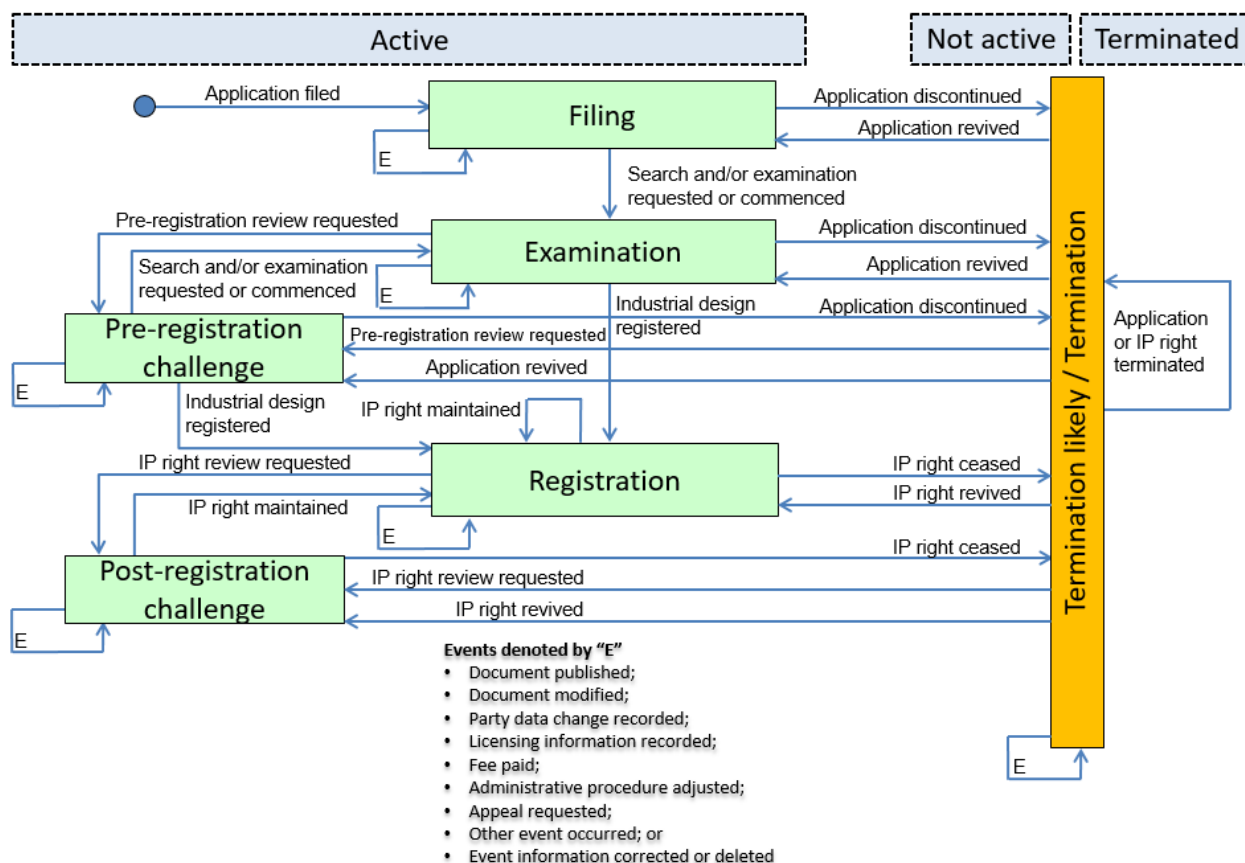 Active
Not active
Terminated
Application filed
Filing
E
Application discontinued
Application revived
Search and/or examination
requested or commenced
Pre-registration review requested
Examination
E
Search and/or examination
requested or commenced
Application discontinued
Application revived
Industrial design
registered
Application discontinued
Pre-registration
challenge
E
Pre-registration review requested
Application revived
Application
or IP right
terminated
Termination likely / Termination
Industrial design
registered
IP right maintained
IP right review requested
Registration
E
IP right maintained
IP right ceased
IP right revived
IP right ceased
Post-registration
challenge
E
IP right review requested
IP right revived
E
Events denoted by “E”
• Document published;
• Document modified;
• Party data change recorded;
• Licensing information recorded;
• Fee paid;
• Administrative procedure adjusted;
• Appeal requested;
• Other event occurred; or
• Event information corrected or deleted